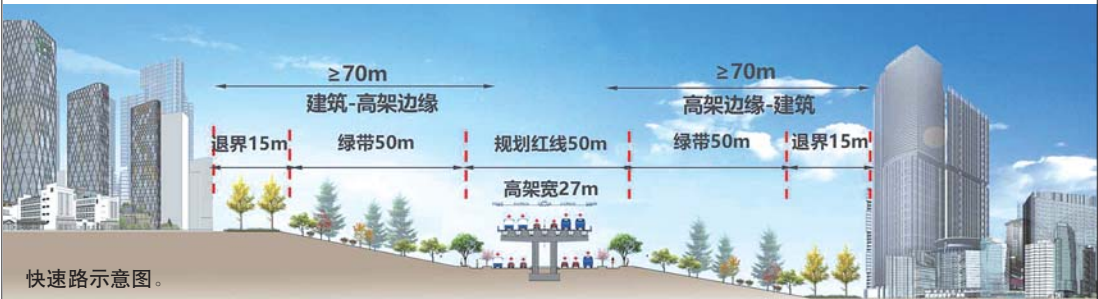 ≥70m
建筑-高架边缘
≥70m
高架边缘-建筑
退界15m
绿带50m
规划红线50m
绿带50m
退界15m
高架宽27m
快速路示意图。